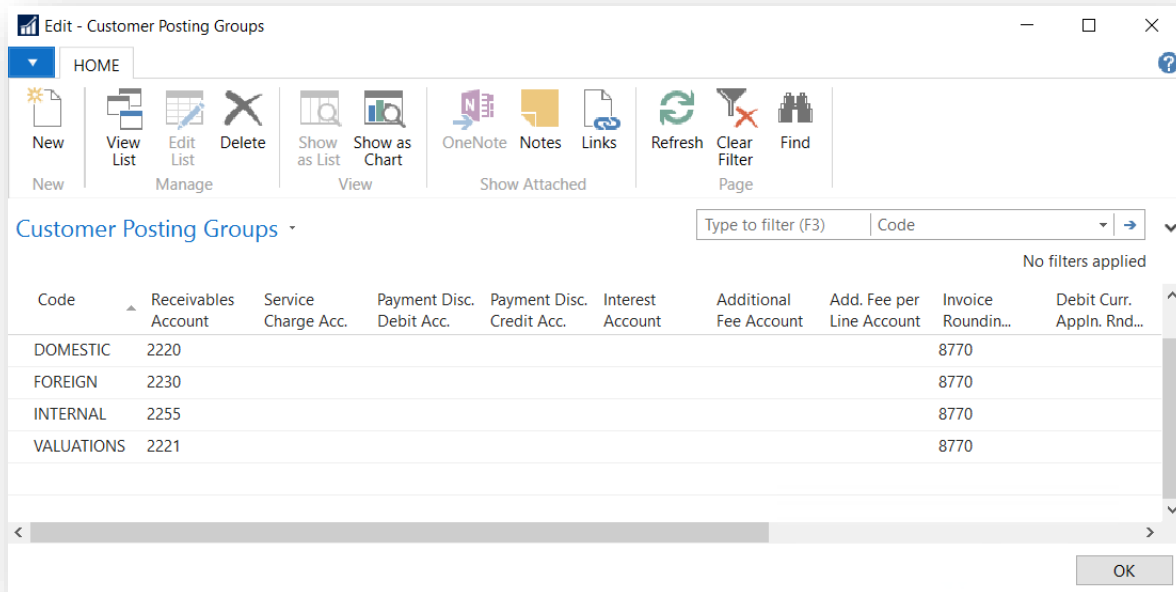 Edit - Customer Posting Groups
HOME
New
View List
Edit List
Delete
Show as List
Show as Chart
OneNote
Notes
Links
Refresh
Clear Filter
Find
New
Manage
View
Show Attached
Page
Customer Posting Groups
Type to filter (F3) Code
No filters applied
Code Receivables Account Service Charge Acc. Payment Disc. Debit Acc. Payment Disc. Credit Acc. Interest Account Additional Fee Account Add. Fee per Line Account Invoice Roundin... Debit Curr. Appln. Rnd...
DOMESTIC 2220 8770
FOREIGN 2230 8770
INTERNAL 2255 8770
VALUATIONS 2221 8770
OK